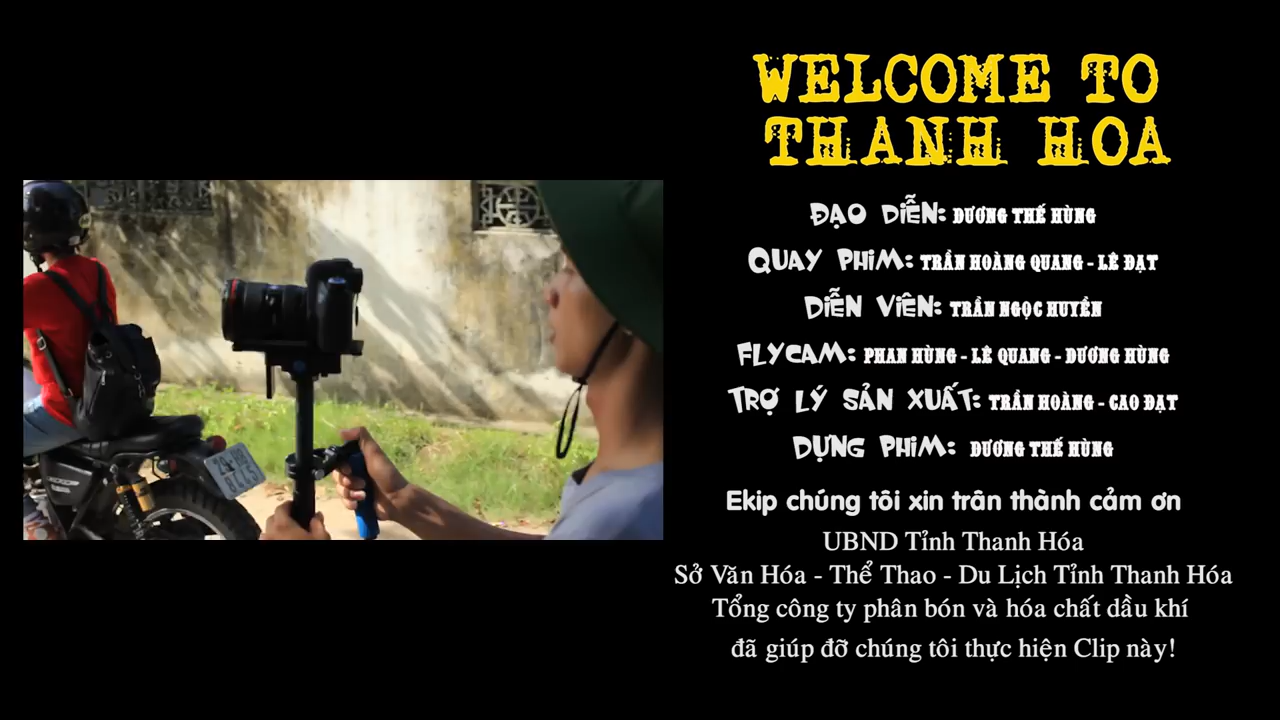 WELCOME TO
THANH HOA
ĐẠO DiỄN: DƯƠNG THẾ HÙNG
QUAY PHiM: TRẦN HOÀNG QUANG - LÊ ĐẠT
DiỄN ViÊN: TRẦN NGỌC HUYỀN
FLYCAM: PHAN HÙNG - LÊ QUANG - DƯƠNG HÙNG
TRỢ LÝ SẢN XUẤT: TRẦN HOÀNG - CAO ĐẠT
DỰNG PHiM: DƯƠNG THẾ HÙNG
Ekip chúng tôi xin trân thành cảm ơn
UBND Tỉnh Thanh Hóa
Sở Văn Hóa - Thể Thao - Du Lịch Tỉnh Thanh Hóa
Tổng công ty phân bón và hóa chất dầu khí
đã giúp đỡ chúng tôi thực hiện Clip này!